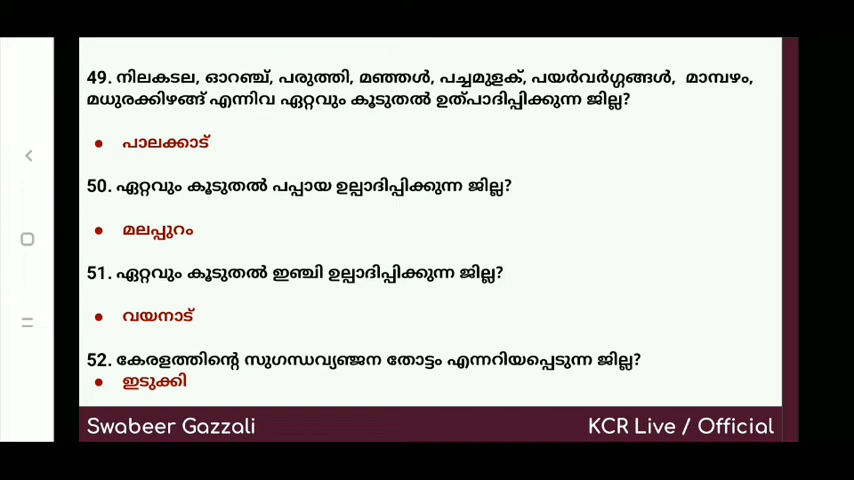 49. നിലകടല, ഓറഞ്ച്, പരുത്തി, മഞ്ഞൾ, പച്ചമുളക്, പയർവർഗ്ഗങ്ങൾ, മാമ്പഴം,
മധുരക്കിഴങ്ങ് എന്നിവ ഏറ്റവും കൂടുതൽ ഉത്പാദിപ്പിക്കുന്ന ജില്ല?
• പാലക്കാട്
50. ഏറ്റവും കൂടുതൽ പപ്പായ ഉല്പാദിപ്പിക്കുന്ന ജില്ല?
• മലപ്പുറം
51. ഏറ്റവും കൂടുതൽ ഇഞ്ചി ഉല്പാദിപ്പിക്കുന്ന ജില്ല?
• വയനാട്
52. കേരളത്തിന്റെ സുഗന്ധവ്യഞ്ജന തോട്ടം എന്നറിയപ്പെടുന്ന ജില്ല?
• ഇടുക്കി
Swabeer Gazzali KCR Live / Official